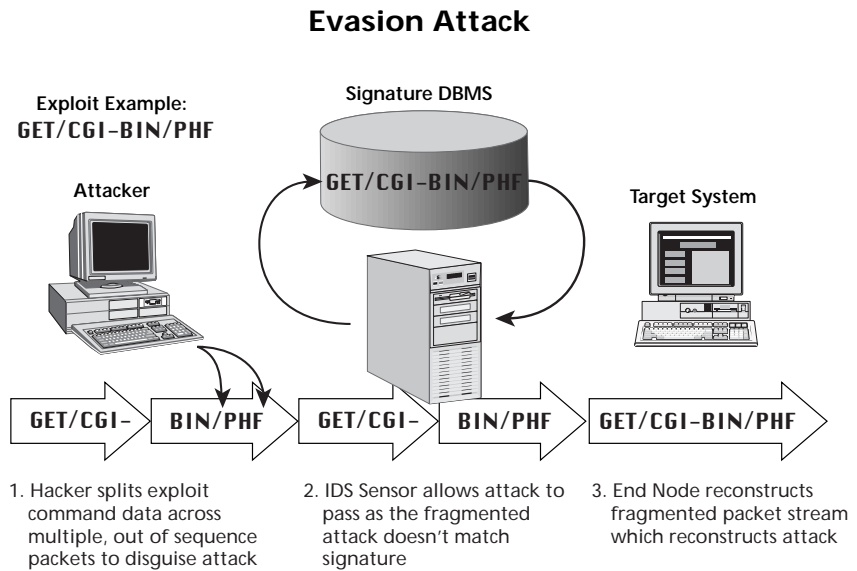 Evasion Attack
Exploit Example:
GET/CGI-BIN/PHF
Signature DBMS
GET/CGI-BIN/PHF
Attacker
Target System
GET/CGI-
BIN/PHF
GET/CGI-
BIN/PHF
GET/CGI-BIN/PHF
1. Hacker splits exploit
command data across
multiple, out of sequence
packets to disguise attack
2. IDS Sensor allows attack to
pass as the fragmented
attack doesn't match
signature
3. End Node reconstructs
fragmented packet stream
which reconstructs attack